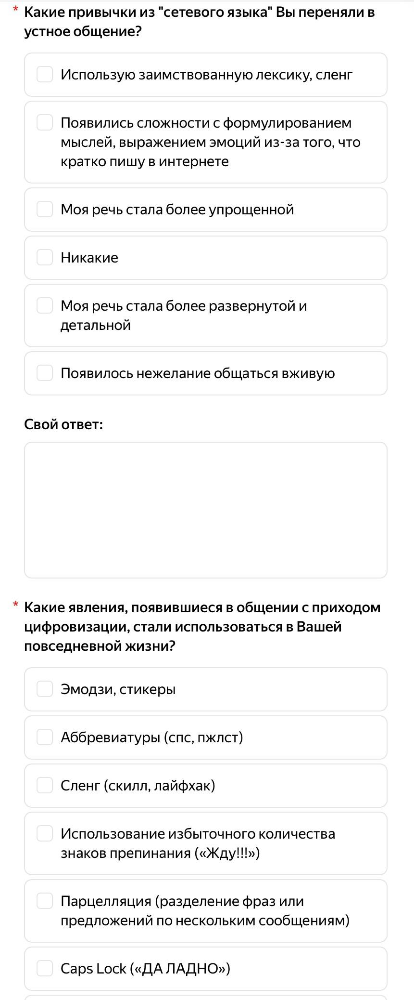 * Какие привычки из "сетевого языка" Вы переняли в
устное общение?
Использую заимствованную лексику, сленг
Появились сложности с формулированием
мыслей, выражением эмоций из-за того, что
кратко пишу в интернете
Моя речь стала более упрощенной
Никакие
Моя речь стала более развернутой и
детальной
Появилось нежелание общаться вживую
Свой ответ:
* Какие явления, появившиеся в общении с приходом
цифровизации, стали использоваться в Вашей
повседневной жизни?
Эмодзи, стикеры
Аббревиатуры (спс, пжлст)
Сленг (скилл, лайфхак)
Использование избыточного количества
знаков препинания («Жду!!!»)
Парцелляция (разделение фраз или
предложений по нескольким сообщениям)
Caps Lock («ДА ЛАДНО»)